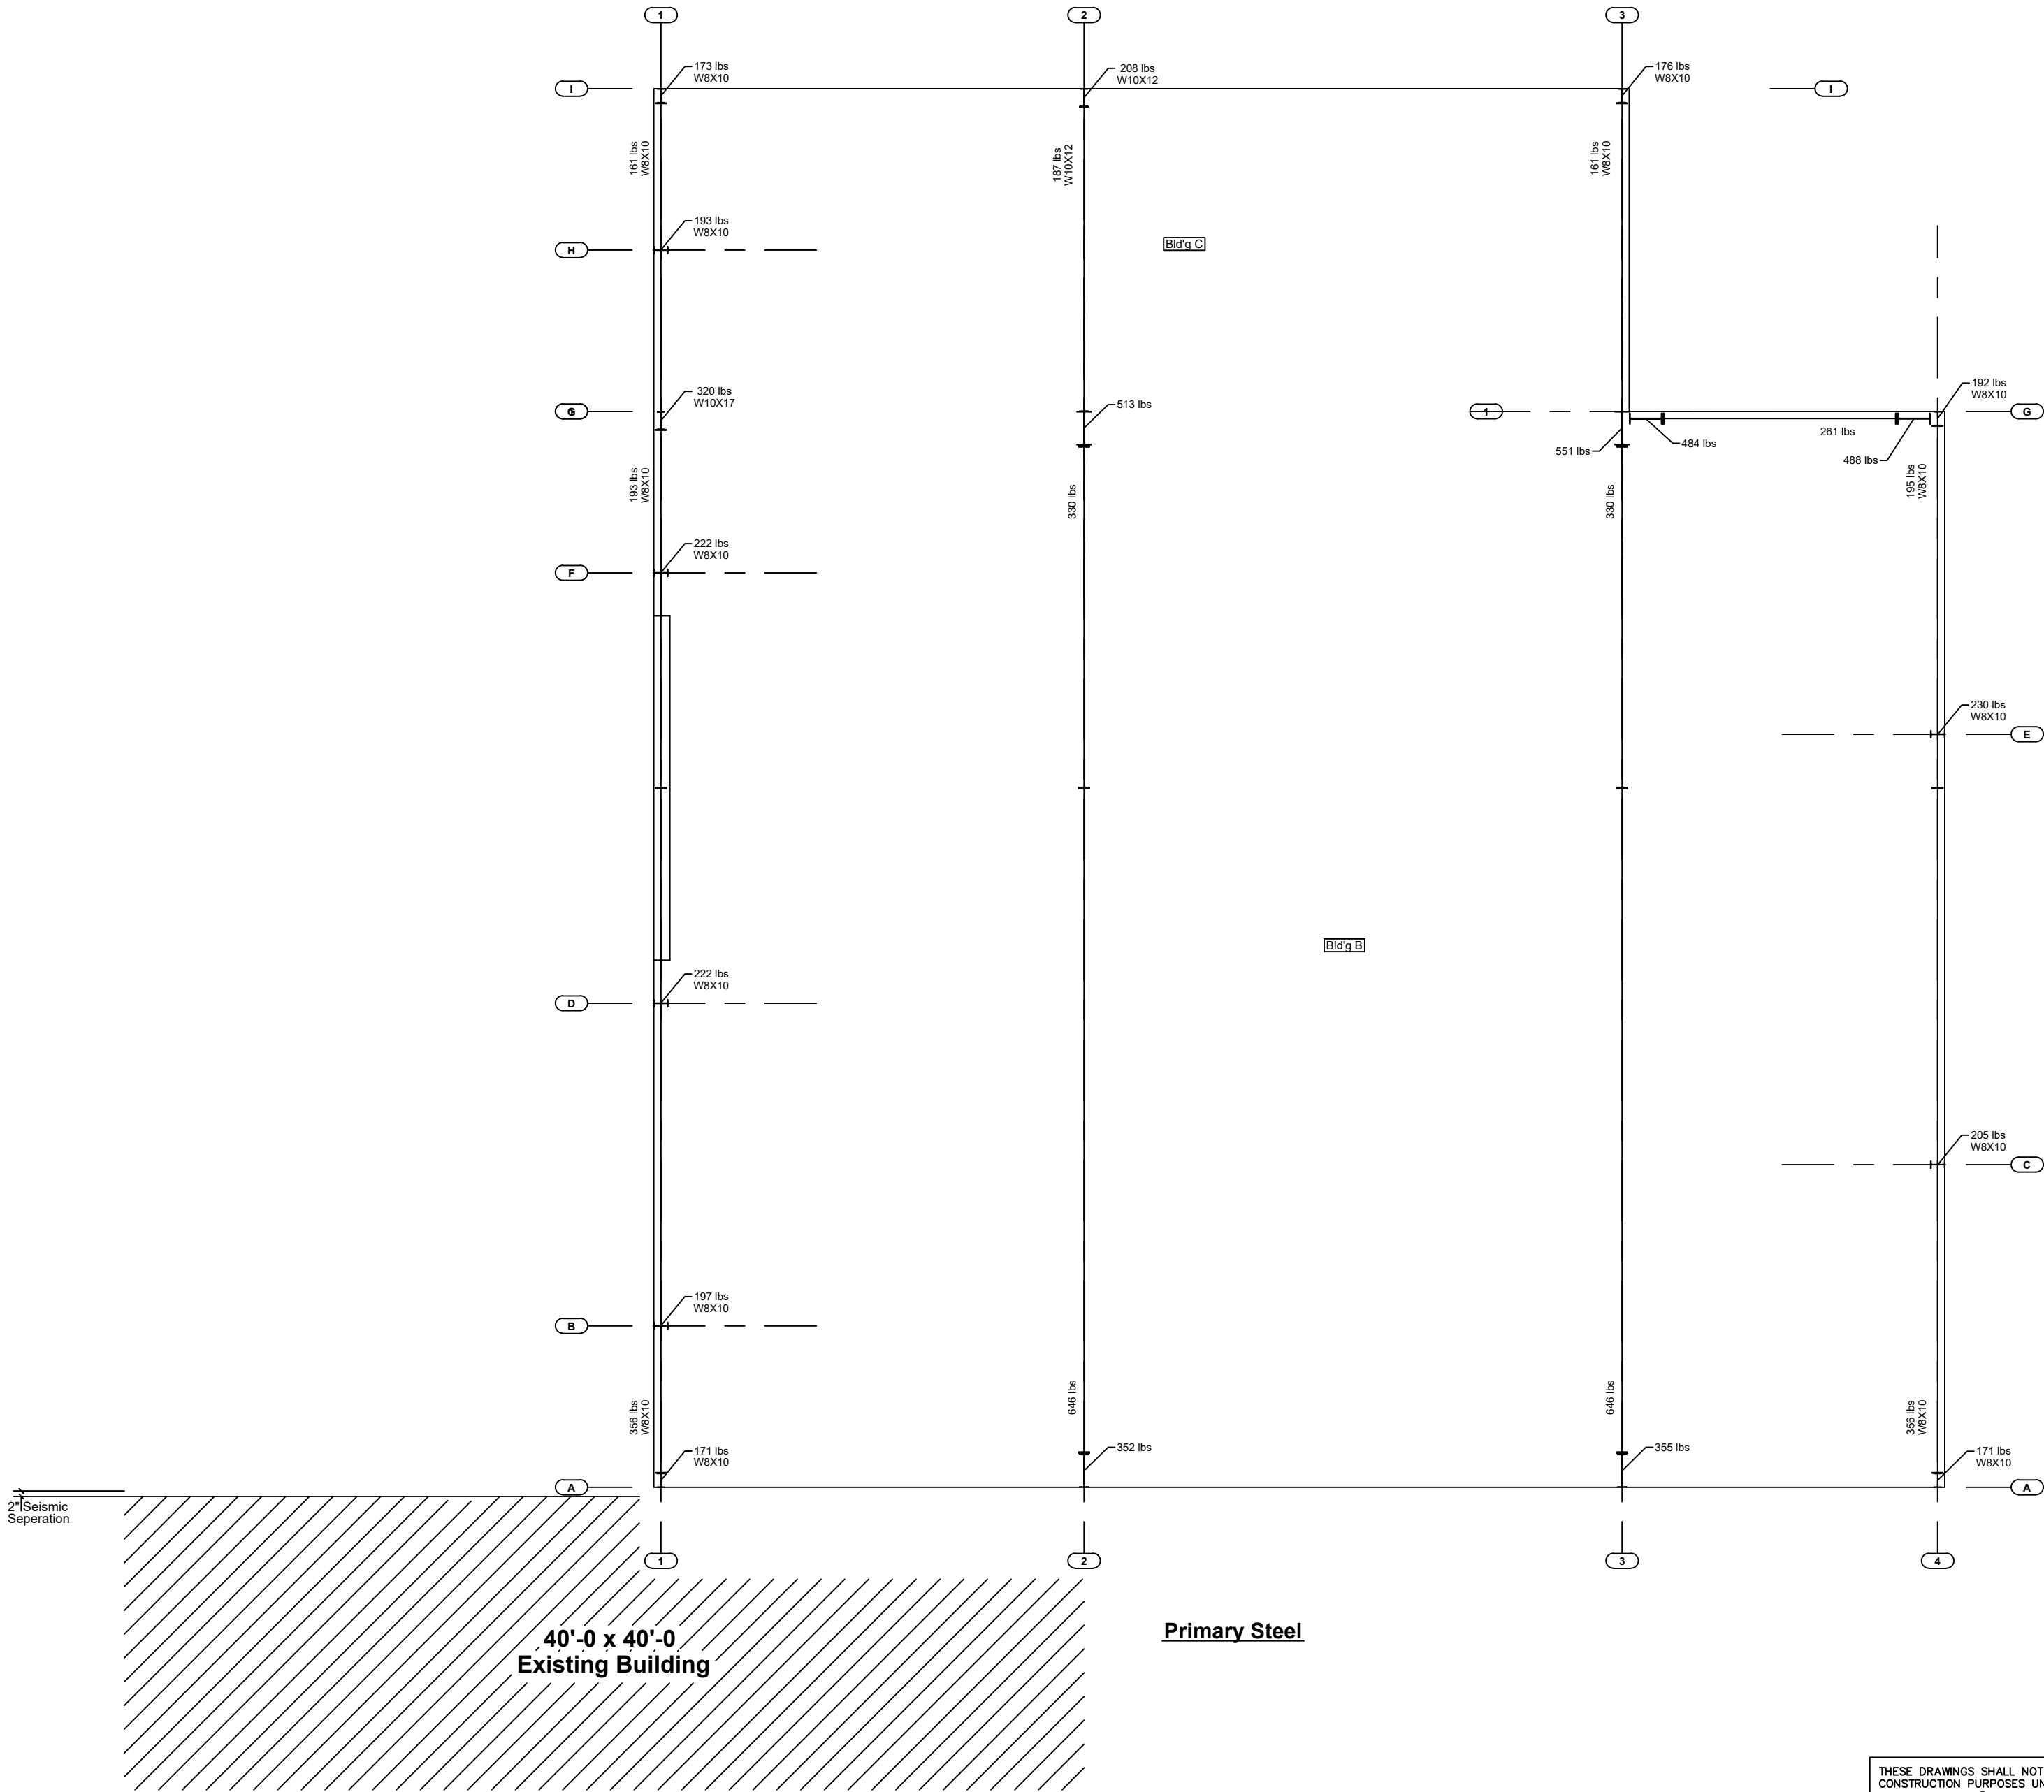 1
2
3
173 lbs
W8X10
208 lbs
W10X12
176 lbs
W8X10
I
I
161 lbs
W8X10
187 lbs
W10X12
161 lbs
W8X10
193 lbs
W8X10
H
Bld'g C
320 lbs
W10X17
192 lbs
W8X10
G
513 lbs
1
G
261 lbs
484 lbs
551 lbs
488 lbs
193 lbs
W8X10
330 lbs
330 lbs
195 lbs
W8X10
222 lbs
W8X10
F
230 lbs
W8X10
E
Bld'g B
222 lbs
W8X10
D
205 lbs
W8X10
C
197 lbs
W8X10
B
356 lbs
W8X10
646 lbs
646 lbs
356 lbs
W8X10
171 lbs
W8X10
352 lbs
355 lbs
171 lbs
W8X10
A
A
2" Seismic
Seperation
1
2
3
4
40'-0 x 40'-0
Existing Building
Primary Steel
THESE DRAWINGS SHALL NOT
CONSTRUCTION PURPOSES UN